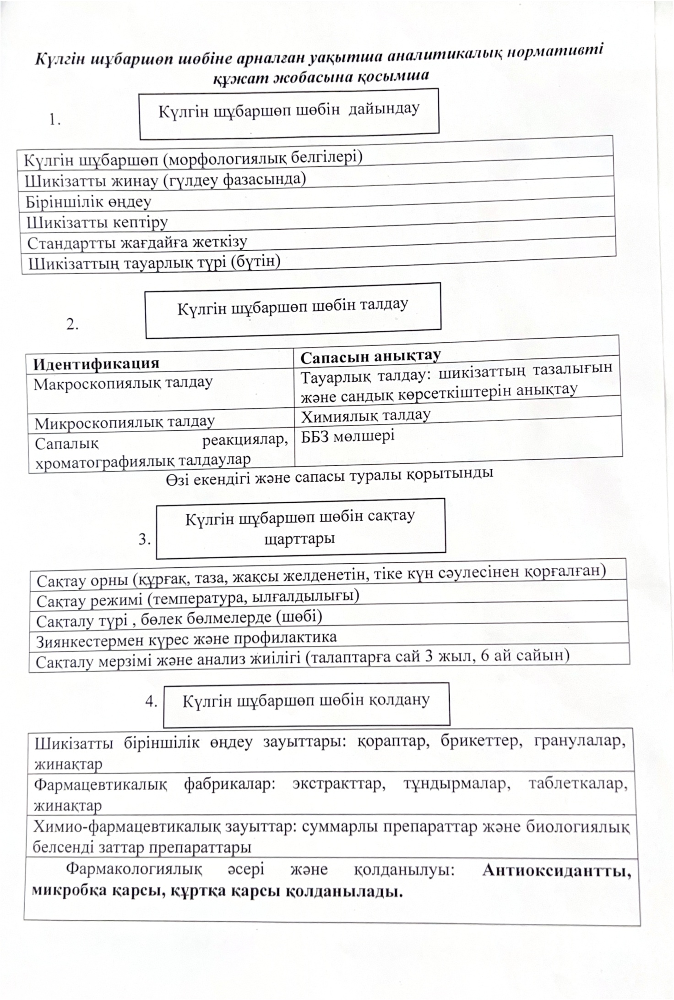 Күлгін шұбаршөп шөбіне арналған уақытша аналитикалық нормативті
құжат жобасына қосымша
1.
Күлгін шұбаршөп шөбін дайындау
Күлгін шұбаршөп (морфологиялық белгілері)
Шикізатты жинау (гүлдеу фазасында)
Біріншілік өңдеу
Шикізатты кептіру
Стандартты жағдайға жеткізу
Шикізаттың тауарлық түрі (бүтін)
2.
Күлгін шұбаршөп шөбін талдау
Идентификация
Сапасын анықтау
Макроскопиялық талдау
Тауарлық талдау: шикізаттың тазалығын
және сандық көрсеткіштерін анықтау
Микроскопиялық талдау
Химиялық талдау
Сапалық реакциялар,
хроматографиялық талдаулар
ББЗ мөлшері
Өзі екендігі және сапасы туралы қорытынды
3.
Күлгін шұбаршөп шөбін сақтау
щарттары
Сақтау орны (құрғақ, таза, жақсы желденетін, тіке күн сәулесінен қорғалған)
Сақтау режимі (температура, ылғалдылығы)
Сақталу түрі , бөлек бөлмелерде (шөбі)
Зиянкестермен күрес және профилактика
Сақталу мерзімі және анализ жиілігі (талаптарға сай 3 жыл, 6 ай сайын)
4.
Күлгін шұбаршөп шөбін қолдану
Шикізатты біріншілік өңдеу зауыттары: қораптар, брикеттер, гранулалар,
жинақтар
Фармацевтикалық фабрикалар: экстракттар, тұндырмалар, таблеткалар,
жинақтар
Химио-фармацевтикалық зауыттар: суммарлы препараттар және биологиялық
белсенді заттар препараттары
Фармакологиялық әсері және қолданылуы: Антиоксидантты,
микробқа қарсы, құртқа қарсы қолданылады.